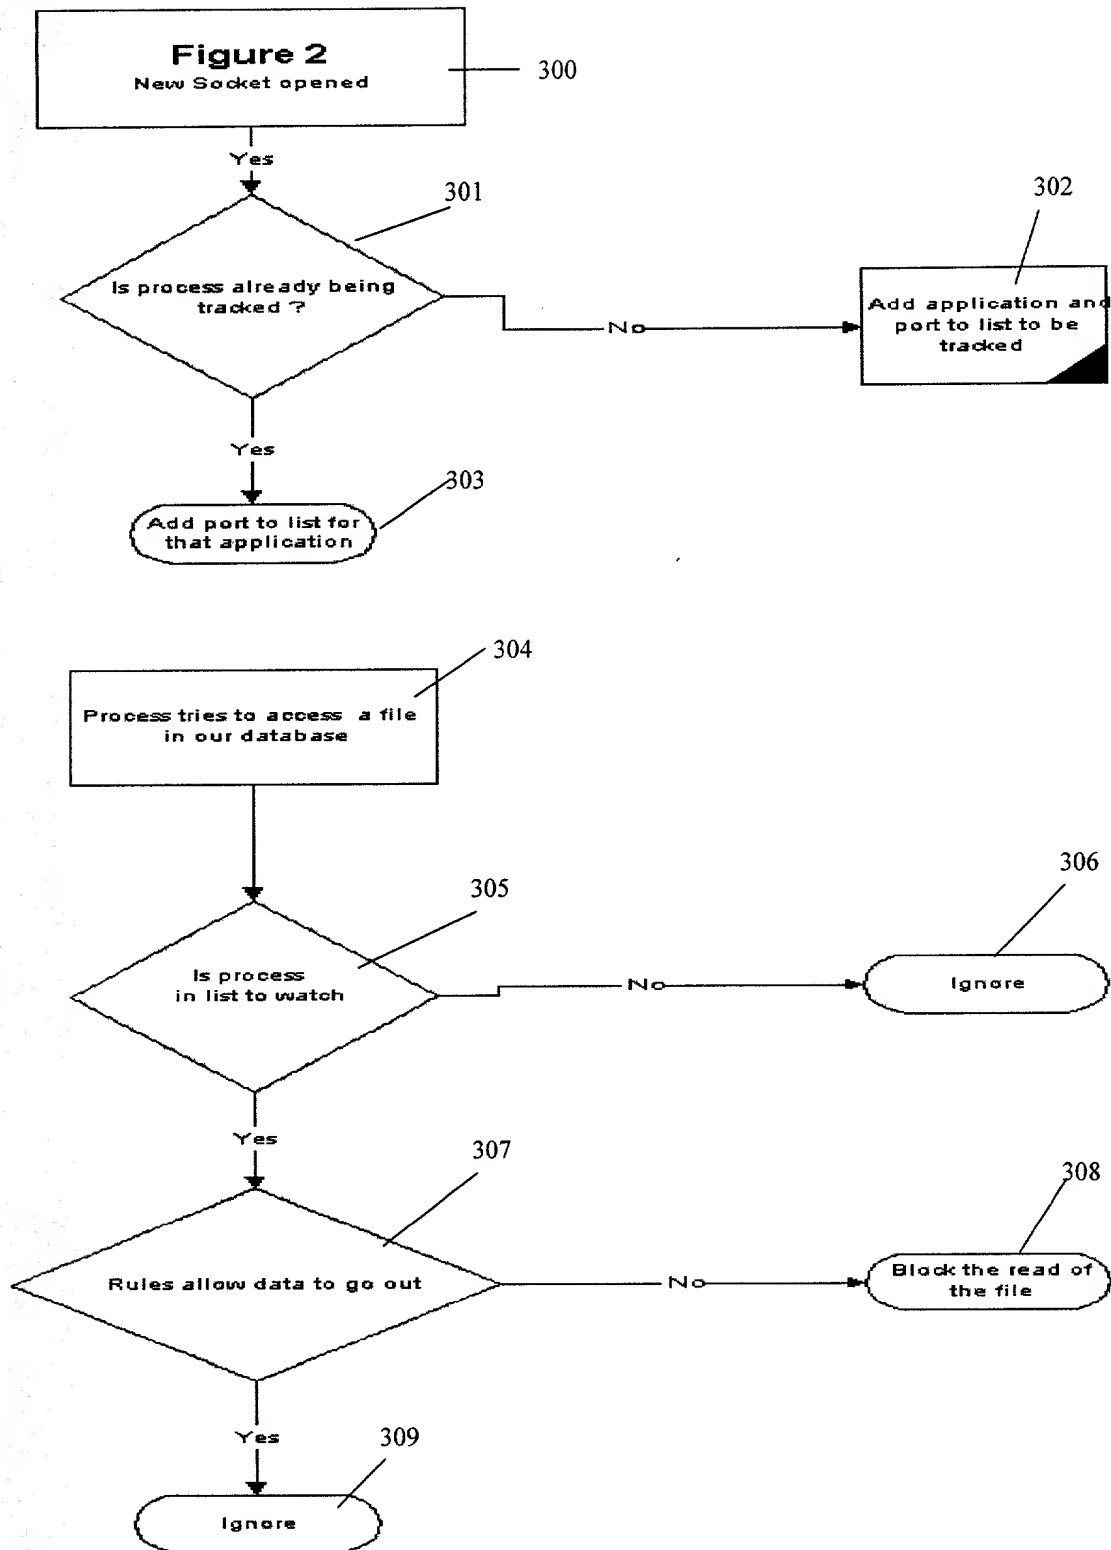 Figure 2
New Socket opened
300
Yes
301
Is process already being
tracked ?
302
No
Add application and
port to list to be
tracked
Yes
303
Add port to list for
that application
304
Process tries to access a file
in our database
305
Is process
in list to watch
306
No
Ignore
Yes
307
Rules allow data to go out
308
No
Block the read of
the file
Yes
309
Ignore